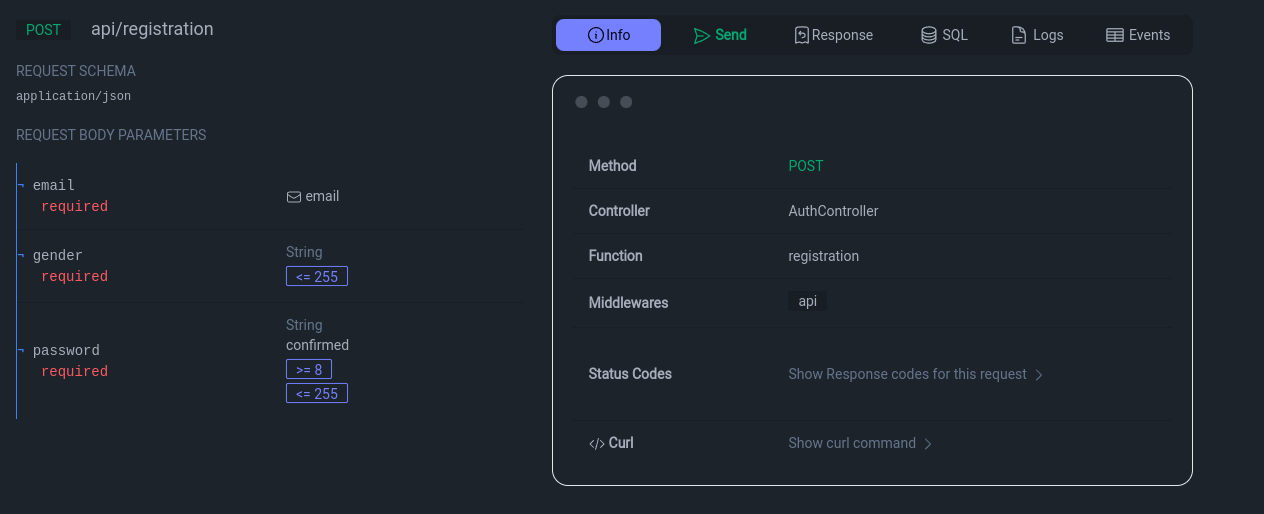 POST api/registration
REQUEST SCHEMA
application/json
REQUEST BODY PARAMETERS
email
required
email
gender
required
String
<= 255
password
required
String
confirmed
>= 8
<= 255
Info Send Response SQL Logs Events
Method POST
Controller AuthController
Function registration
Middlewares api
Status Codes Show Response codes for this request
</> Curl Show curl command